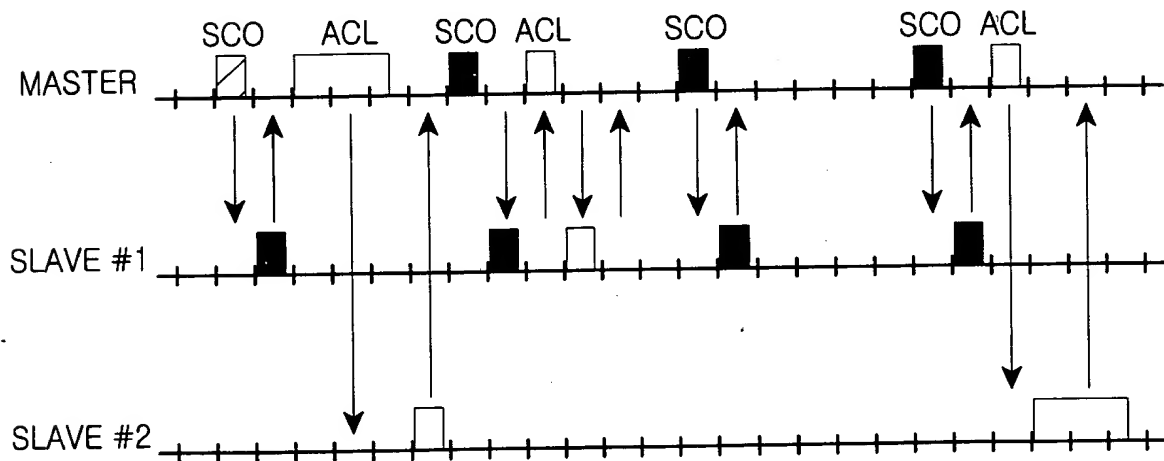 SCO ACL SCO ACL SCO SCO ACL
MASTER
SLAVE #1
SLAVE #2